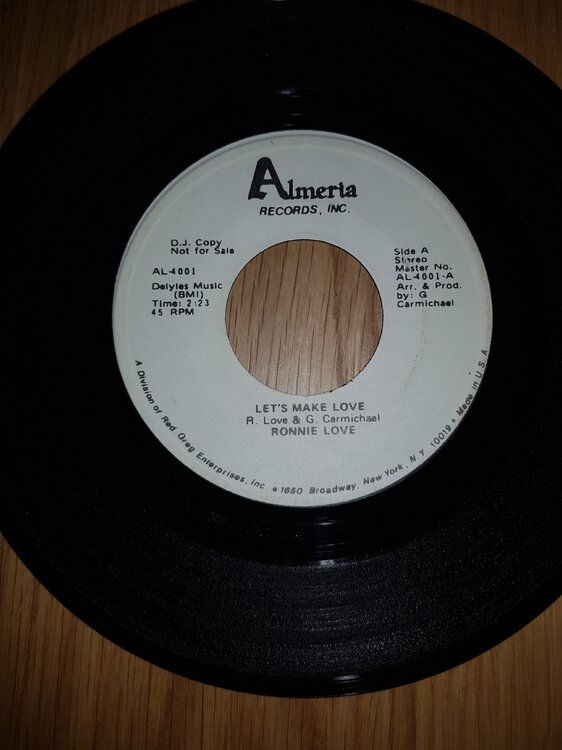 Almeria
RECORDS, INC.
D.J. Copy
Not for Sale
AL-4001
Delyles Music
(BMI)
Time: 2:23
45 RPM
Side A
Stereo
Master No.
AL-4001-A
Arr. & Prod.
by: G
Carmichael
LET'S MAKE LOVE
R. Love & G. Carmichael
RONNIE LOVE
A Division of Red Greg Enterprises, Inc. • 1650 Broadway, New York, N.Y. 10019 • Made in U.S.A